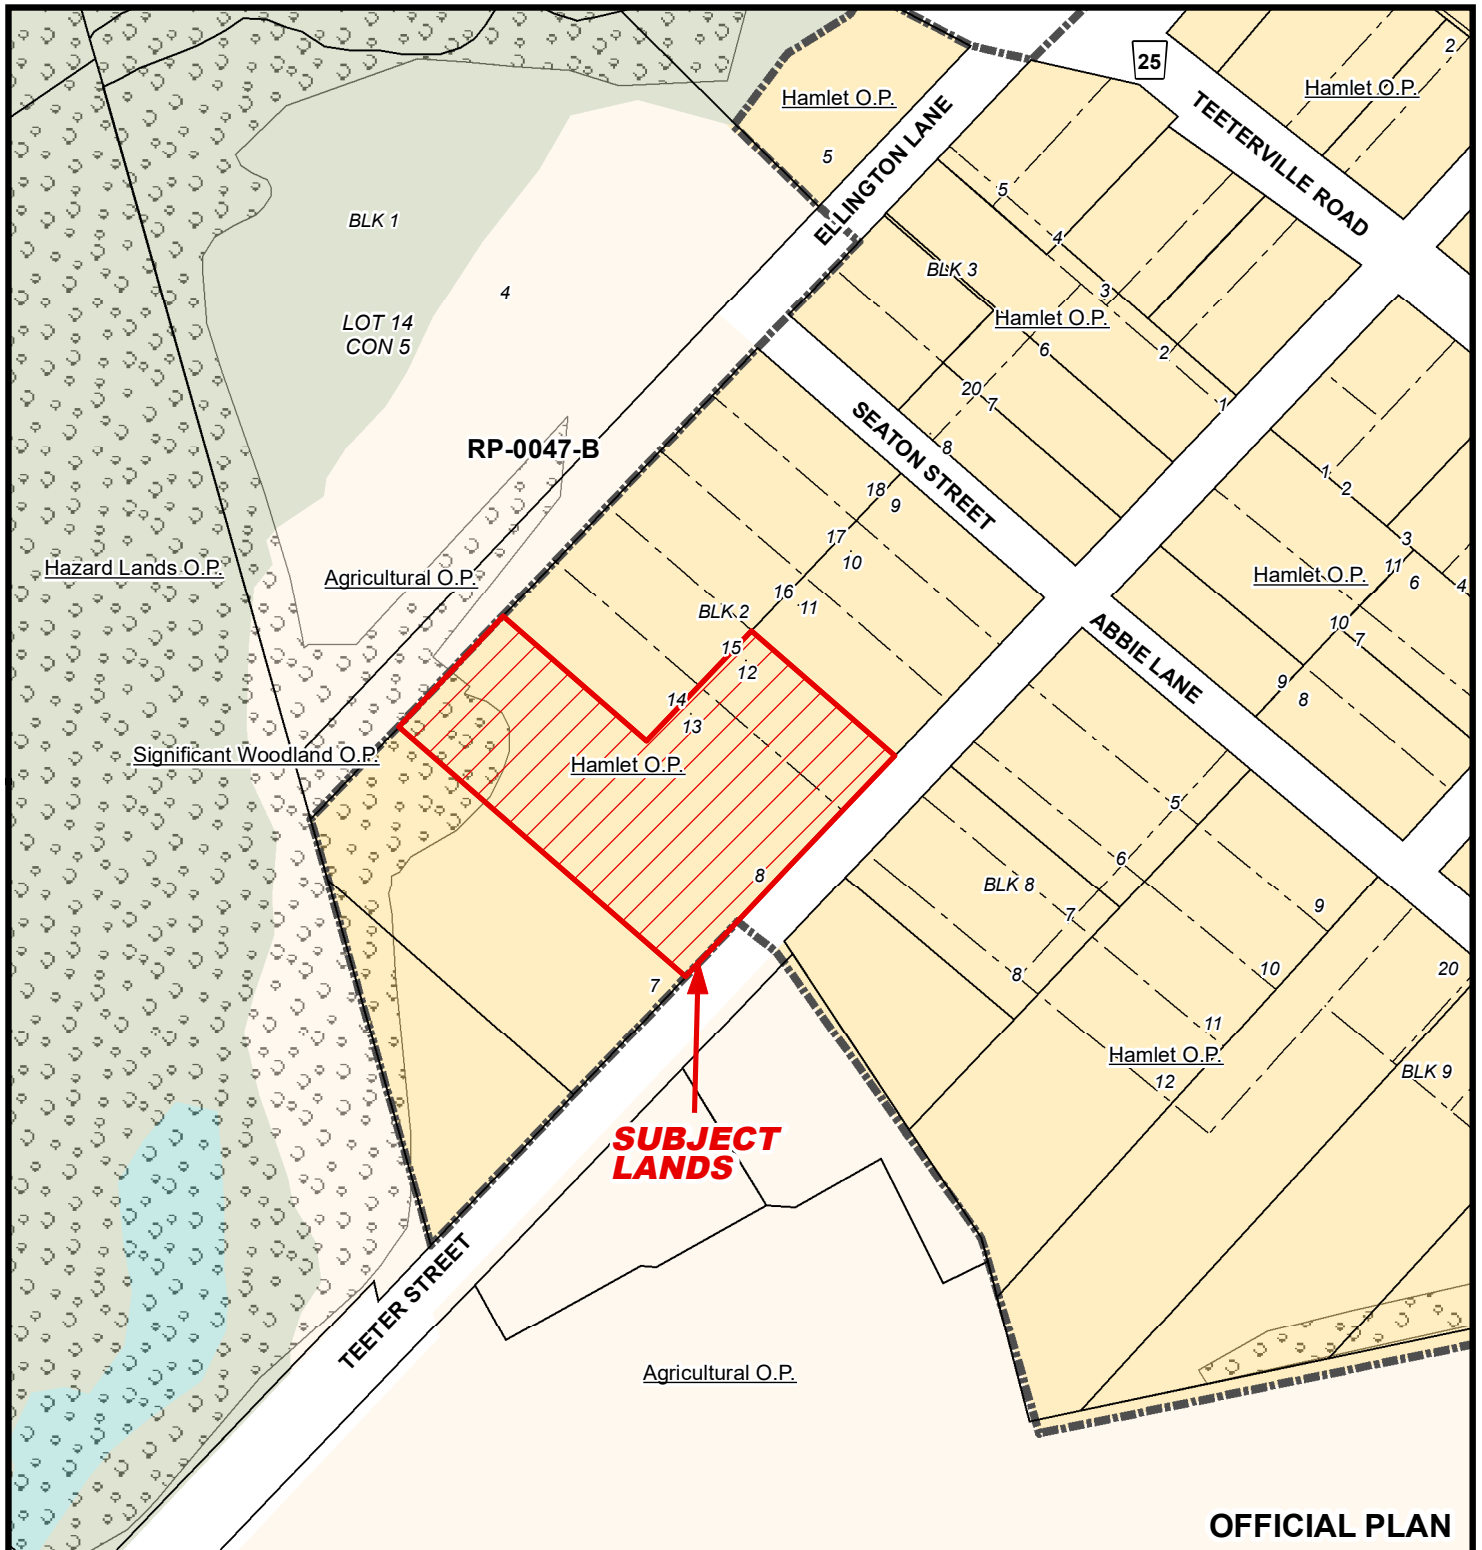 2
25
Hamlet O.P.
Hamlet O.P.
TEETERVILLE ROAD
ELLINGTON LANE
5
5
BLK 1
4
BLK 3
4
3
Hamlet O.P.
LOT 14
CON 5
6
2
20
7
1
8
SEATON STREET
RP-0047-B
18
9
1
2
17
10
3
Hazard Lands O.P.
Agricultural O.P.
Hamlet O.P.
11
6
4
16
11
BLK 2
ABBIE LANE
10
7
15
12
9
8
14
13
Significant Woodland O.P.
Hamlet O.P.
5
6
8
BLK 8
7
9
10
20
8
7
11
Hamlet O.P.
12
BLK 9
SUBJECT
LANDS
TEETER STREET
Agricultural O.P.
OFFICIAL PLAN